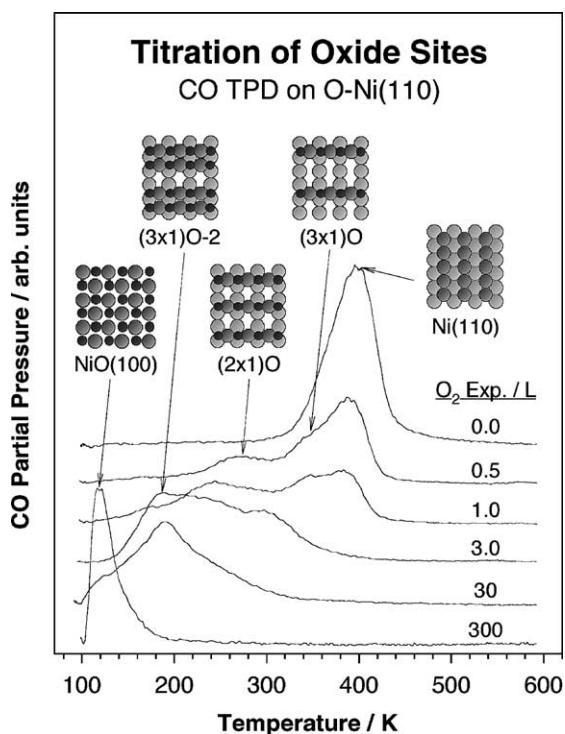 Titration of Oxide Sites
CO TPD on O-Ni(110)
CO Partial Pressure / arb. units
(3x1)O-2
(3x1)O
NiO(100)
(2x1)O
Ni(110)
O2 Exp. / L
0.0
0.5
1.0
3.0
30
300
100 200 300 400 500 600
Temperature / K